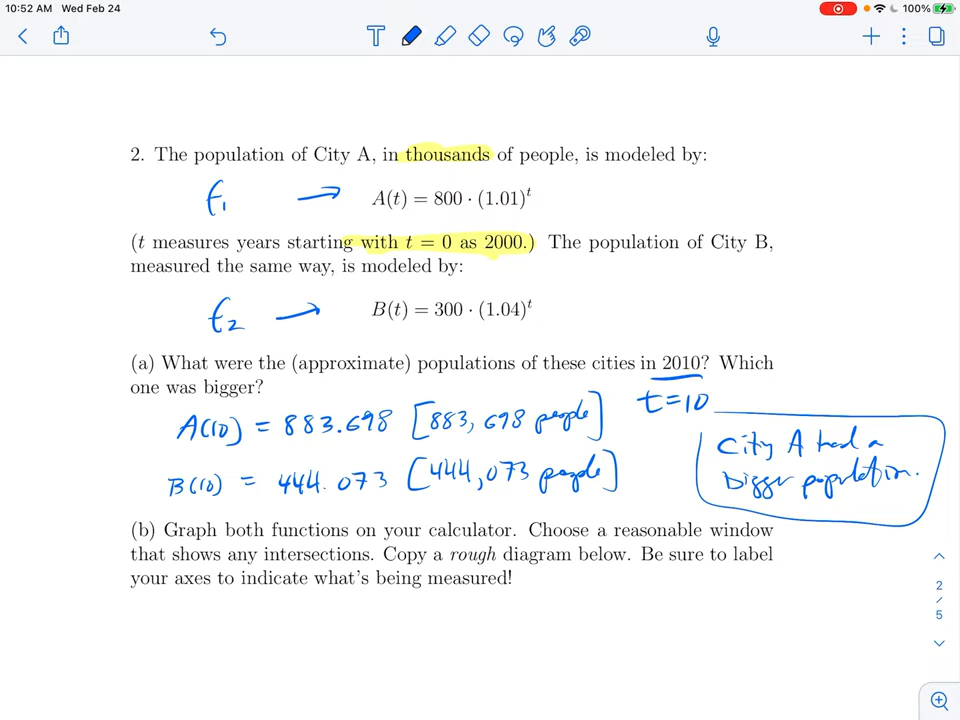 10:52 AM Wed Feb 24
100%
2. The population of City A, in thousands of people, is modeled by:
f₁ → A(t) = 800 · (1.01)ᵗ
(t measures years starting with t = 0 as 2000.) The population of City B,
measured the same way, is modeled by:
f₂ → B(t) = 300 · (1.04)ᵗ
(a) What were the (approximate) populations of these cities in 2010? Which
one was bigger?
t=10
A(10) = 883.698 [883,698 people]
B(10) = 444.073 [444,073 people]
City A had a
bigger population.
(b) Graph both functions on your calculator. Choose a reasonable window
that shows any intersections. Copy a rough diagram below. Be sure to label
your axes to indicate what's being measured!
2
/
5